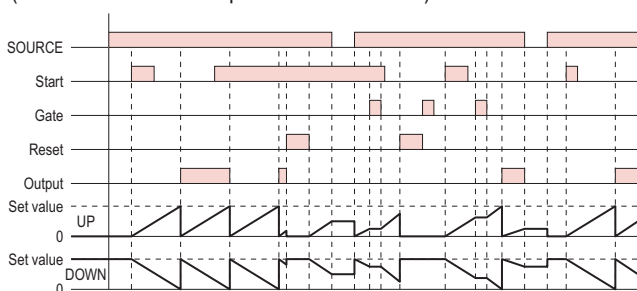 SOURCE
Start
Gate
Reset
Output
Set value
UP
0
Set value
DOWN
0